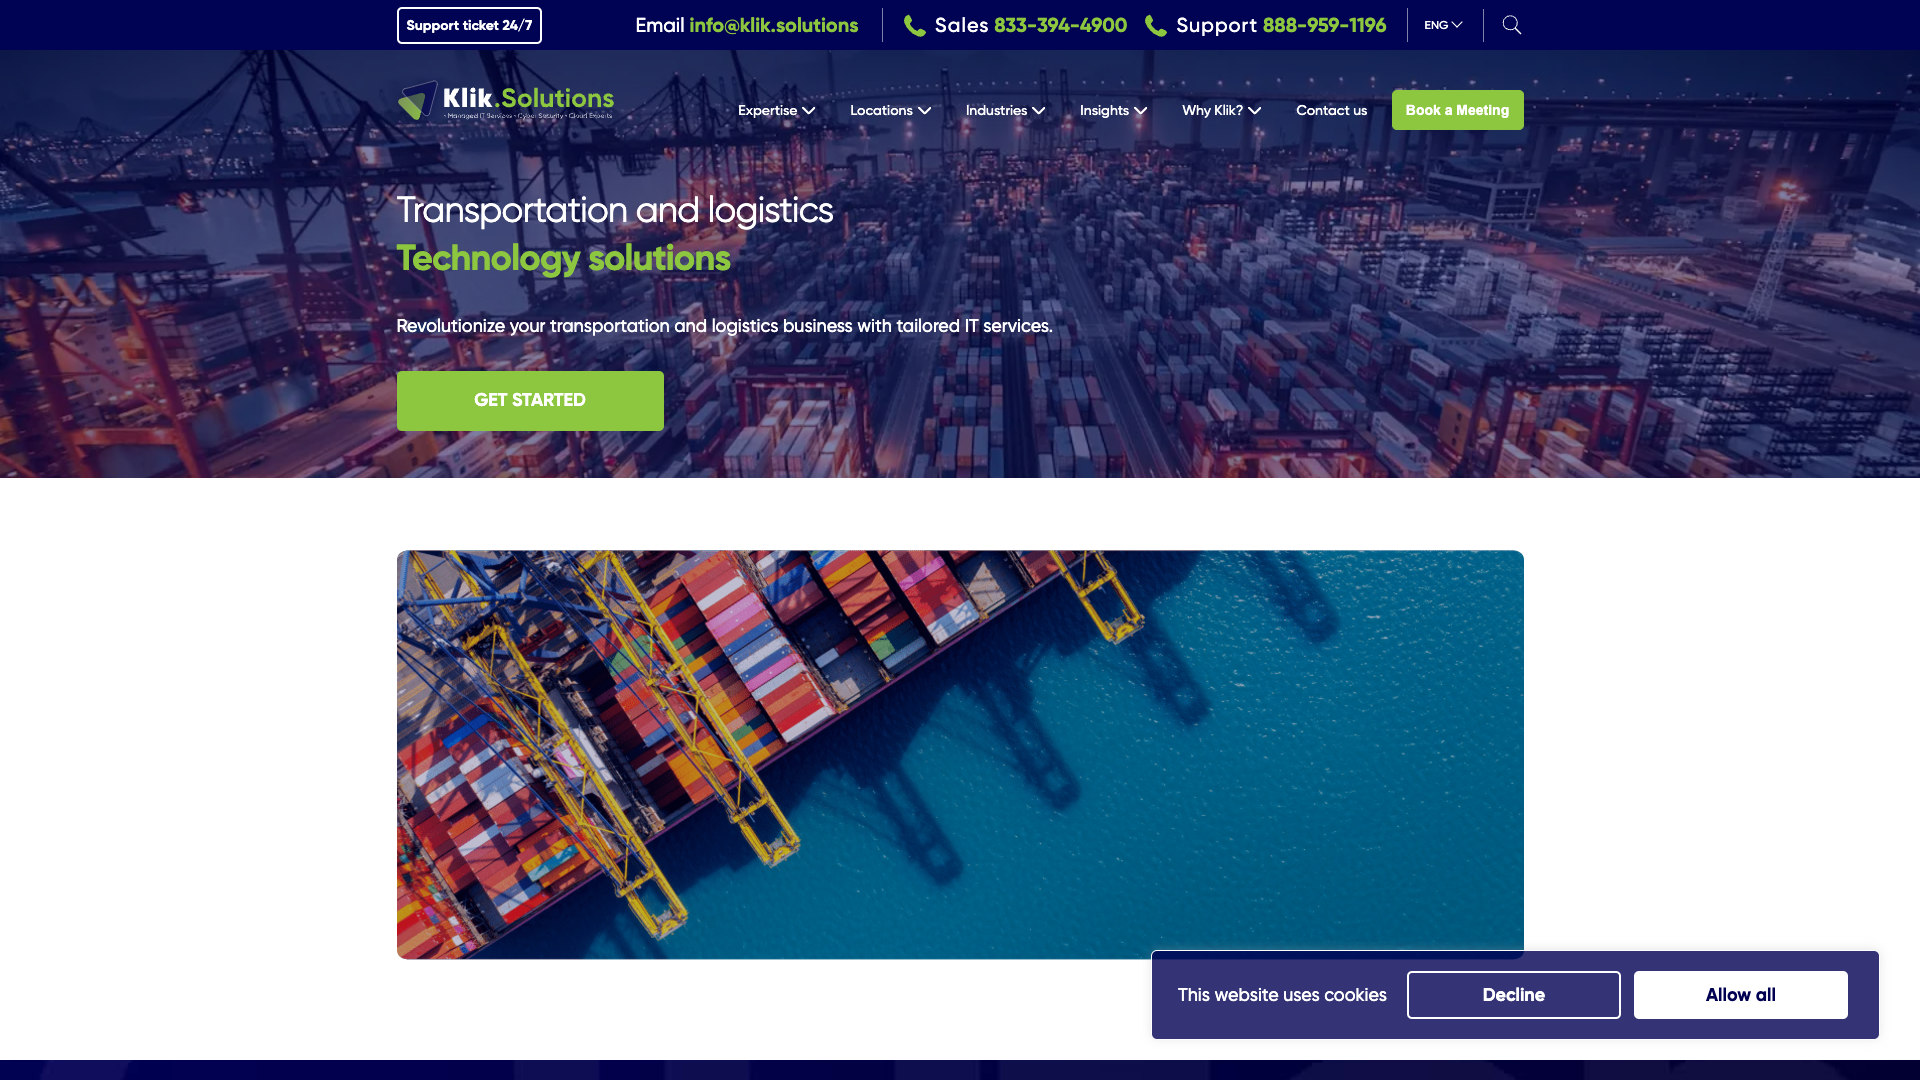 Support ticket 24/7
Email info@klik.solutions
Sales 833-394-4900
Support 888-959-1196
ENG
Klik.Solutions
• Managed IT Services • Cyber Security • Cloud Experts
Expertise
Locations
Industries
Insights
Why Klik?
Contact us
Book a Meeting
Transportation and logistics
Technology solutions
Revolutionize your transportation and logistics business with tailored IT services.
GET STARTED
This website uses cookies
Decline
Allow all